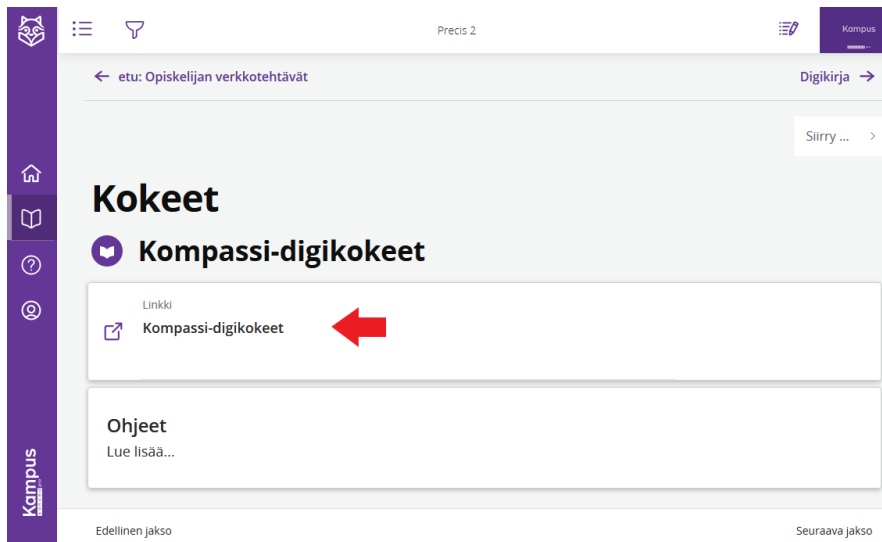 Precis 2
Kampus
etu: Opiskelijan verkkotehtävät
Digikirja
Siirry ...
Kokeet
Kompassi-digikokeet
Linkki
Kompassi-digikokeet
Ohjeet
Lue lisää...
Kampus
Edellinen jakso
Seuraava jakso